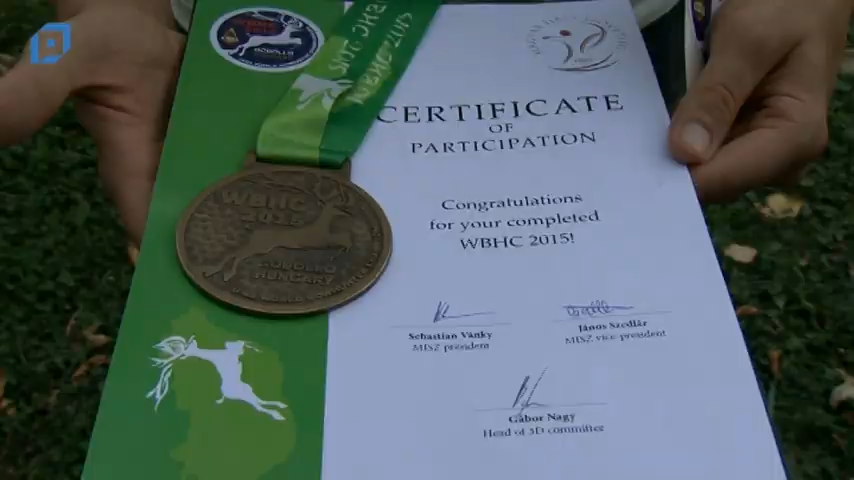 CERTIFICATE
OF
PARTICIPATION
Congratulations
for your completed
WBHC 2015!
Sebastian Vánky
MISZ president
János Szedlár
MISZ vice-president
Gábor Nagy
Head of 3D committee
WBHC
2015
HUNGARY